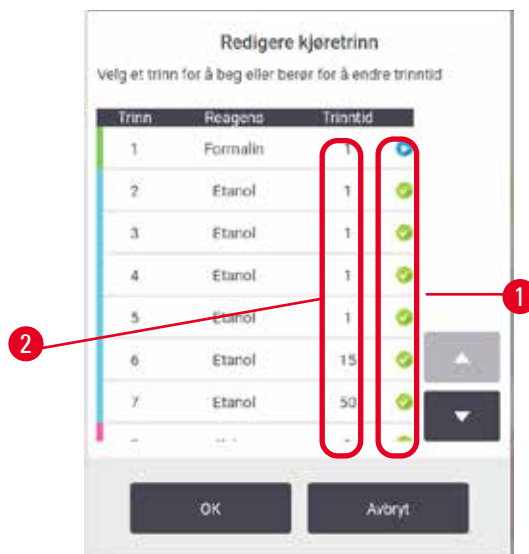 Redigere kjøretrinn
Velg et trinn for å beg eller berør for å endre trinntid
Trinn Reagens Trinntid
1 Formalin 1
2 Etanol 1
3 Etanol 1
4 Etanol 1
1
5 Etanol 1
2
6 Etanol 15
7 Etanol 50
OK Avbryt